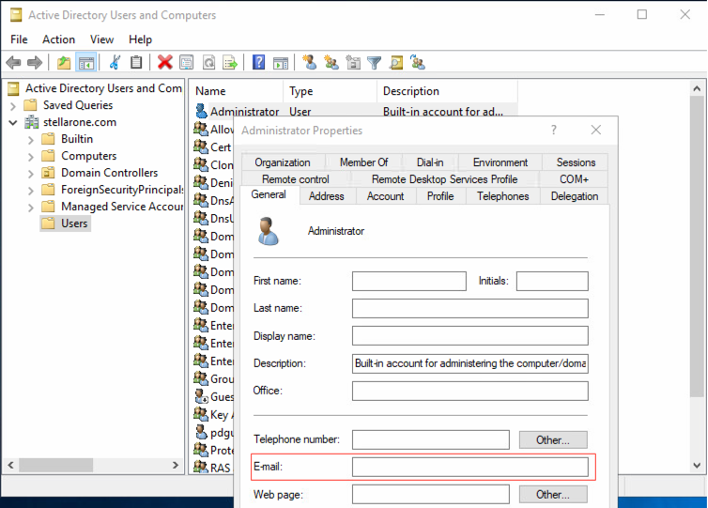 Active Directory Users and Computers
File Action View Help
Active Directory Users and Com
Saved Queries
stellarone.com
Builtin
Computers
Domain Controllers
ForeignSecurityPrincipals
Managed Service Accour
Users
Name Type Description
Administrator User Built-in account for ad...
Allo
Cert
Clon
Deni
DnsA
DnsU
Dom
Dom
Dom
Dom
Dom
Enter
Enter
Enter
Grou
Gues
Key A
pdgu
Prote
RAS
Administrator Properties ?
Organization Member Of Dial-in Environment Sessions
Remote control Remote Desktop Services Profile COM+
General Address Account Profile Telephones Delegation
Administrator
First name: Initials:
Last name:
Display name:
Description: Built-in account for administering the computer/doma
Office:
Telephone number: Other...
E-mail:
Web page: Other...